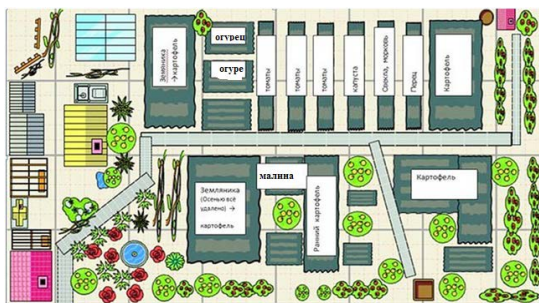 Земяника
→картофель
огурец
огуре
томаты
томаты
томаты
капуста
Свекла, морковь
Перец
Картофель
Земляника
(Осенью всё
удалено) →
картофель
малина
Ранний картофель
Картофель